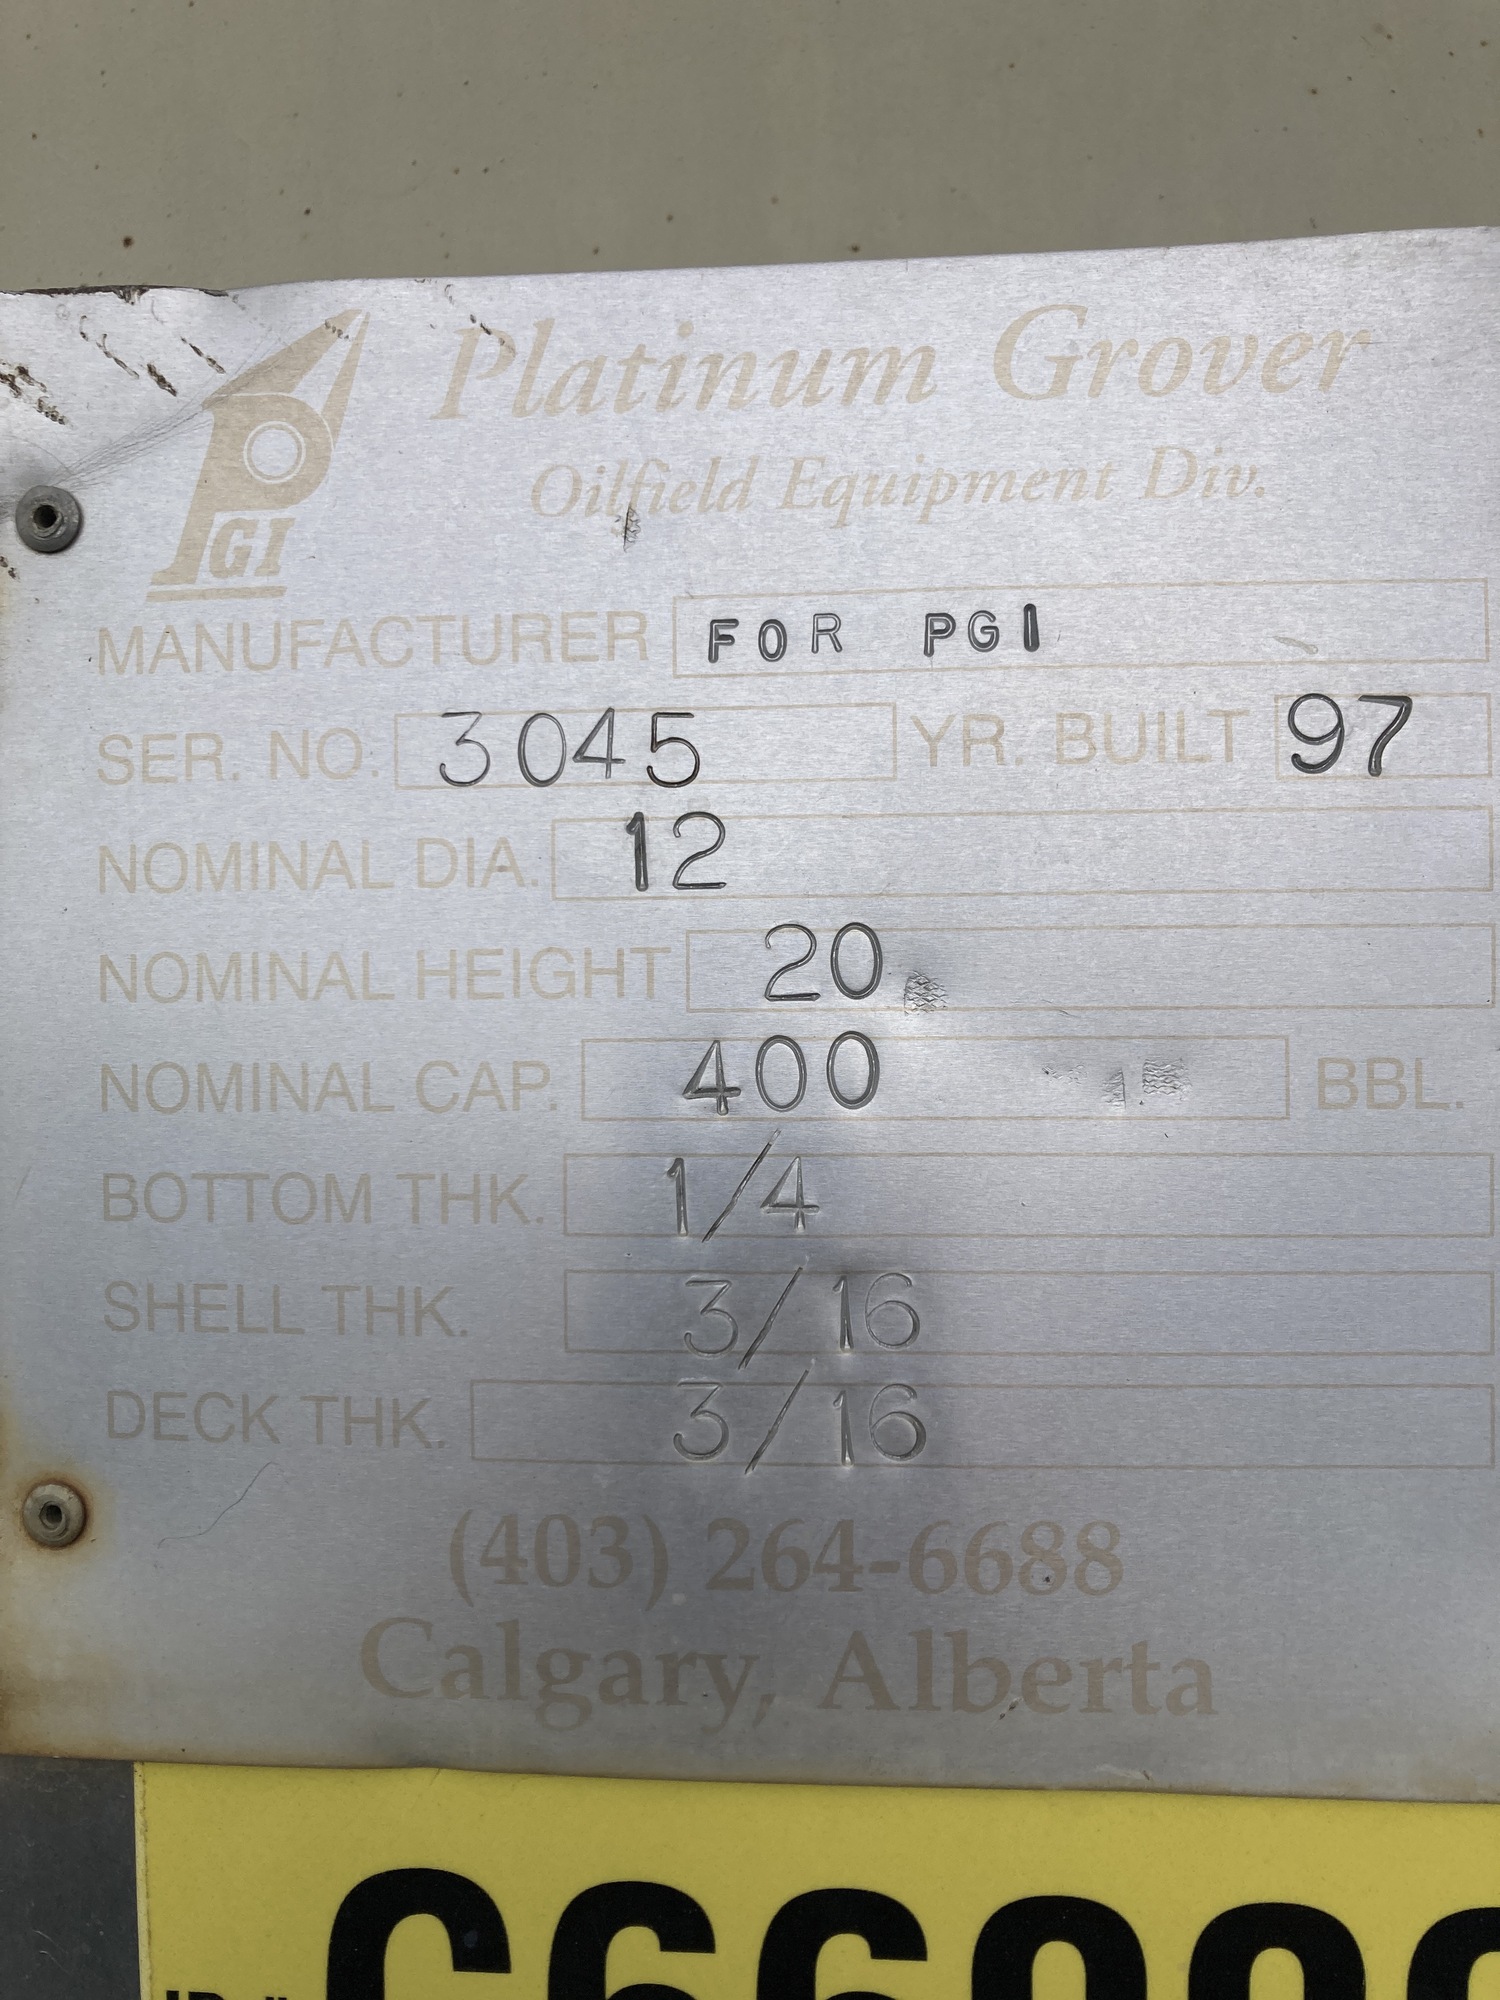 Platinum Grover
Oilfield Equipment Div.
PGI
MANUFACTURER FOR PGI
SER. NO. 3045 YR. BUILT 97
NOMINAL DIA. 12
NOMINAL HEIGHT 20
NOMINAL CAP. 400 BBL.
BOTTOM THK. 1/4
SHELL THK. 3/16
DECK THK. 3/16
(403) 264-6688
Calgary, Alberta